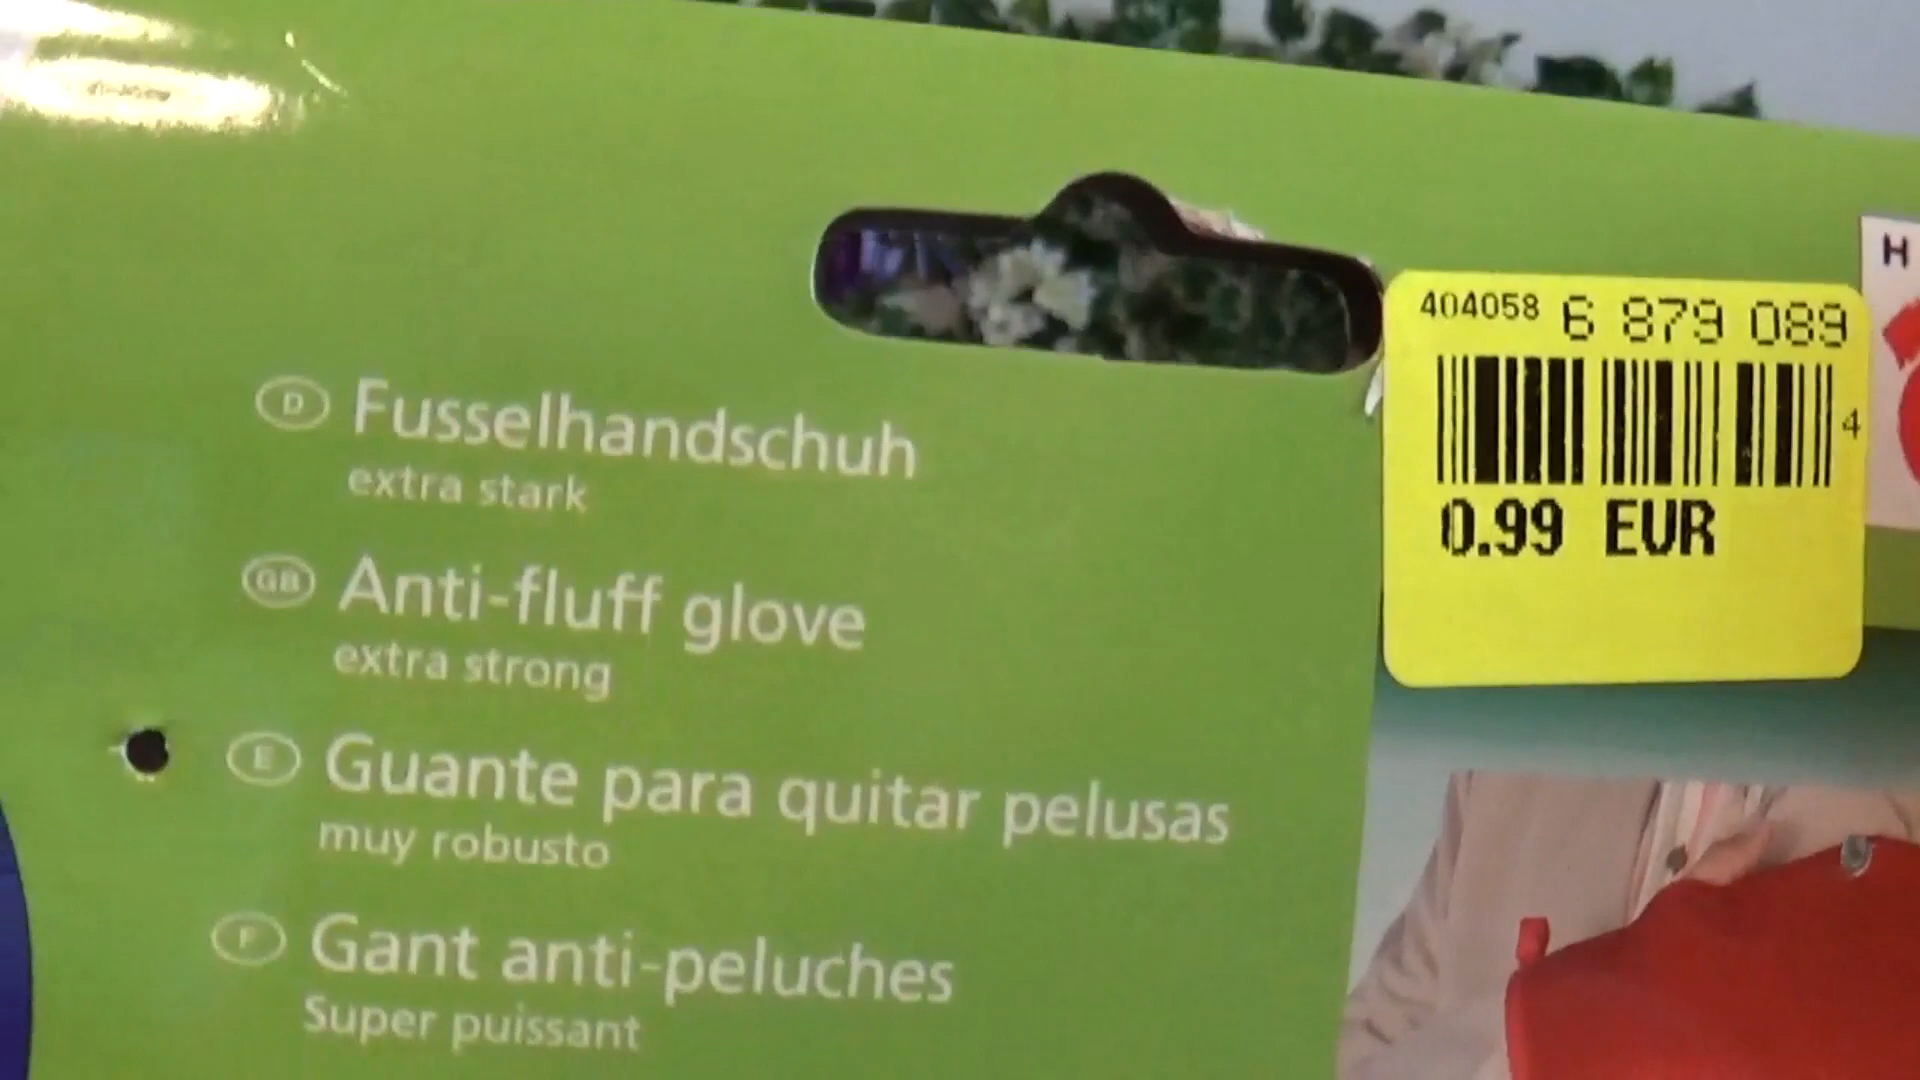 H
404058 6 879 089
4
0.99 EUR
D Fusselhandschuh
extra stark
GB Anti-fluff glove
extra strong
E Guante para quitar pelusas
muy robusto
F Gant anti-peluches
Super puissant